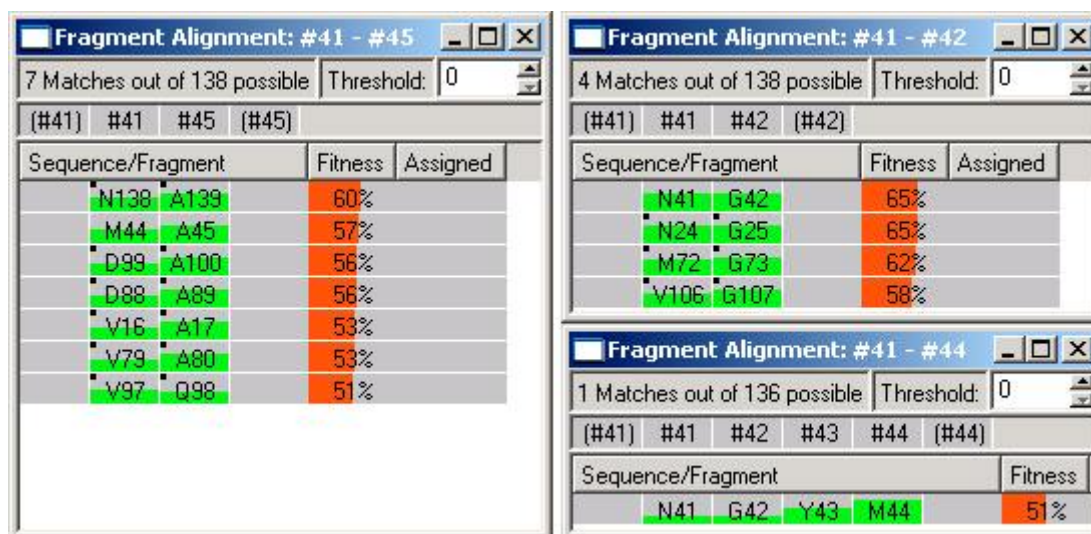 Fragment Alignment: #41 - #45
7 Matches out of 138 possible Threshold: 0
(#41) #41 #45 (#45)
Sequence/Fragment Fitness Assigned
N138 A139 60%
M44 A45 57%
D99 A100 56%
D88 A89 56%
V16 A17 53%
V79 A80 53%
V97 Q98 51%
Fragment Alignment: #41 - #42
4 Matches out of 138 possible Threshold: 0
(#41) #41 #42 (#42)
Sequence/Fragment Fitness Assigned
N41 G42 65%
N24 G25 65%
M72 G73 62%
V106 G107 58%
Fragment Alignment: #41 - #44
1 Matches out of 136 possible Threshold: 0
(#41) #41 #42 #43 #44 (#44)
Sequence/Fragment Fitness
N41 G42 Y43 M44 51%